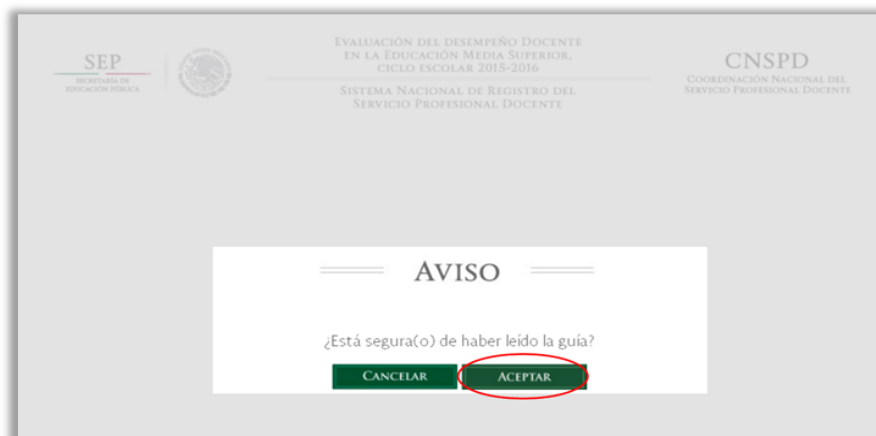 SEP
SECRETARÍA DE
EDUCACIÓN PÚBLICA
EVALUACIÓN DEL DESEMPEÑO DOCENTE
EN LA EDUCACIÓN MEDIA SUPERIOR,
CICLO ESCOLAR 2015-2016
SISTEMA NACIONAL DE REGISTRO DEL
SERVICIO PROFESIONAL DOCENTE
CNSPD
COORDINACIÓN NACIONAL DEL
SERVICIO PROFESIONAL DOCENTE
AVISO
¿Está segura(o) de haber leído la guía?
CANCELAR
ACEPTAR